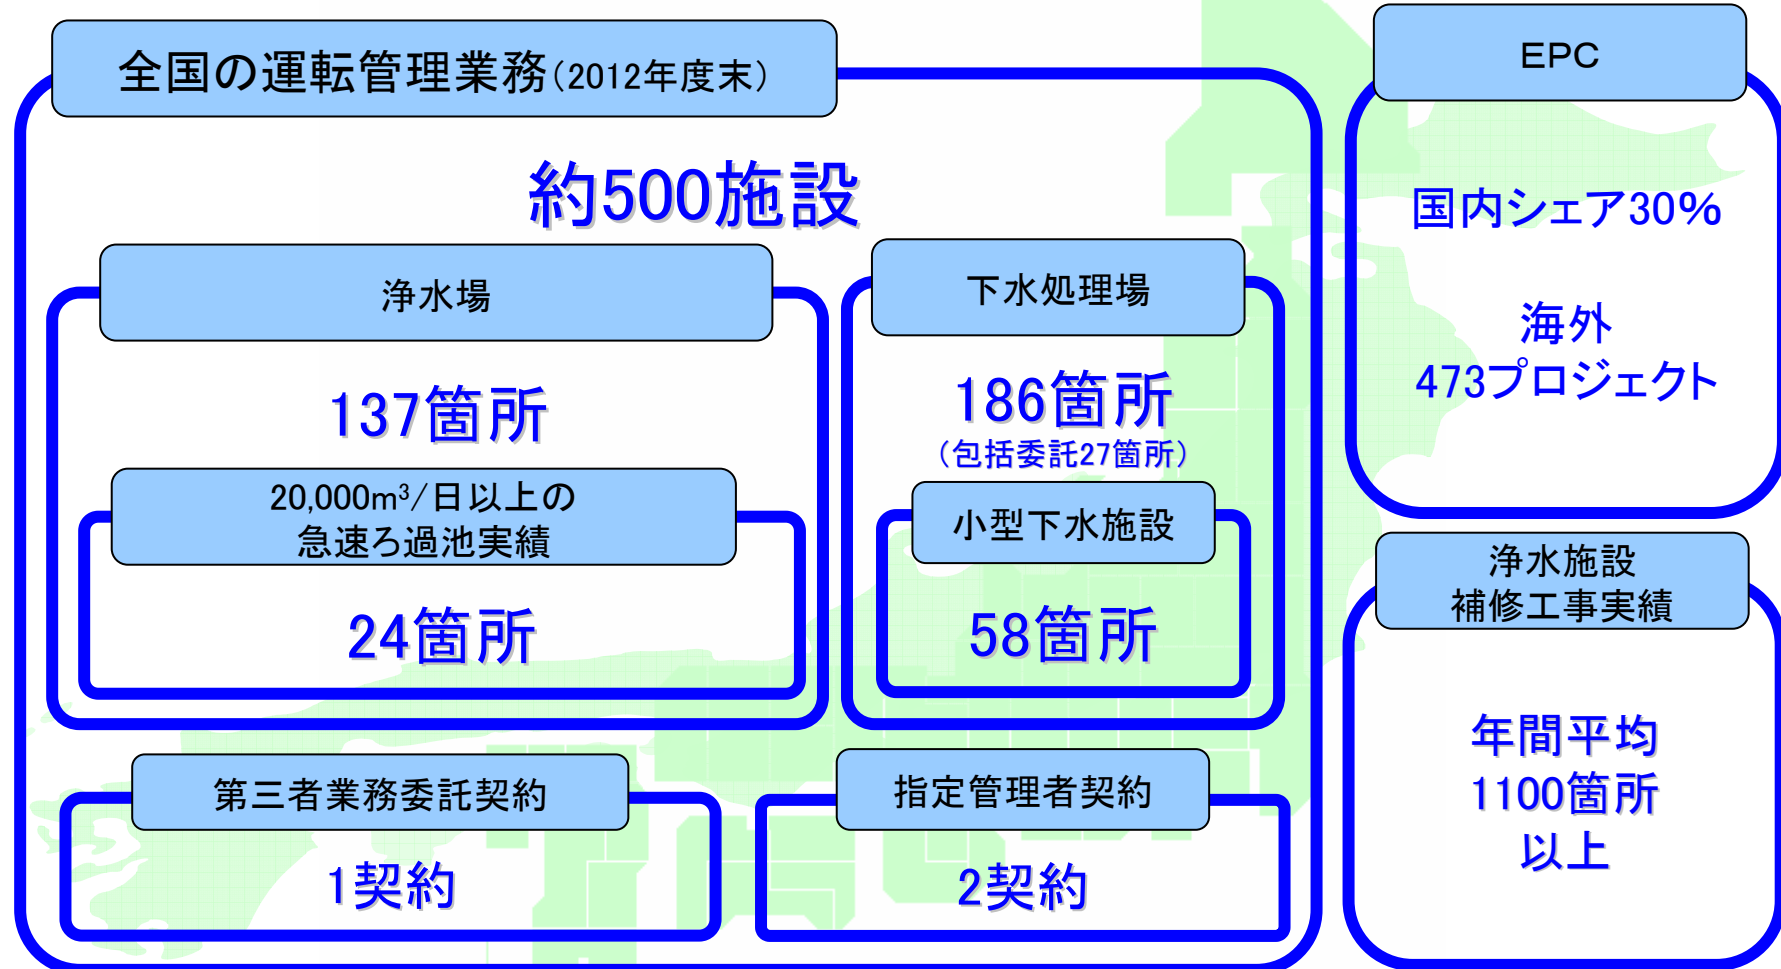 全国の運転管理業務（2012年度末）
約500施設
浄水場
137箇所
20,000m³/日以上の
急速ろ過池実績
24箇所
下水処理場
186箇所
（包括委託27箇所）
小型下水施設
58箇所
第三者業務委託契約
1契約
指定管理者契約
2契約
EPC
国内シェア30%
海外
473プロジェクト
浄水施設
補修工事実績
年間平均
1100箇所
以上